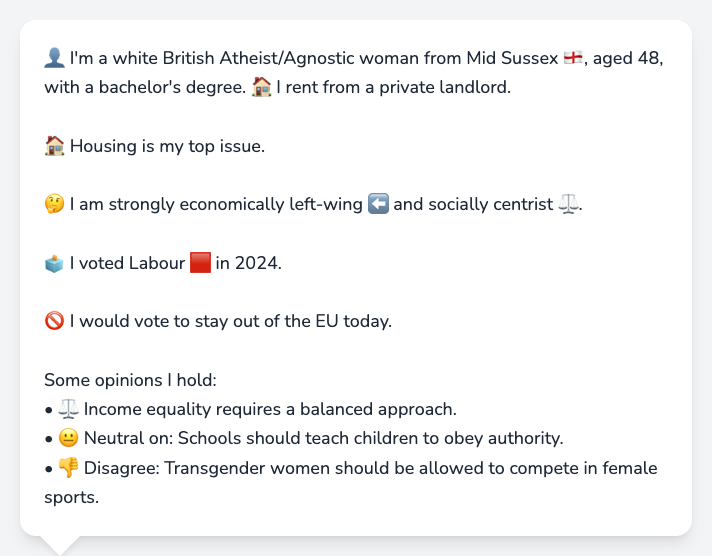 👤 I'm a white British Atheist/Agnostic woman from Mid Sussex 🏴󠁧󠁢󠁥󠁮󠁧󠁿, aged 48,
with a bachelor's degree. 🏠 I rent from a private landlord.
🏠 Housing is my top issue.
🤔 I am strongly economically left-wing ⬅️ and socially centrist ⚖️.
🗳️ I voted Labour 🟥 in 2024.
🚫 I would vote to stay out of the EU today.
Some opinions I hold:
• ⚖️ Income equality requires a balanced approach.
• 😐 Neutral on: Schools should teach children to obey authority.
• 👎 Disagree: Transgender women should be allowed to compete in female
sports.